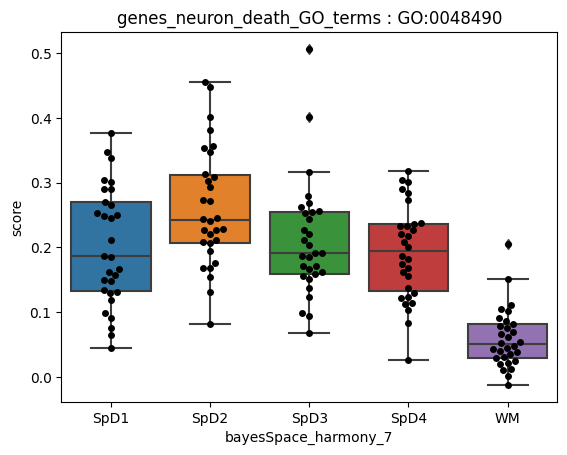 genes_neuron_death_GO_terms : GO:0048490
0.5
0.4
0.3
0.2
0.1
0.0
score
SpD1 SpD2 SpD3 SpD4 WM
bayesSpace_harmony_7